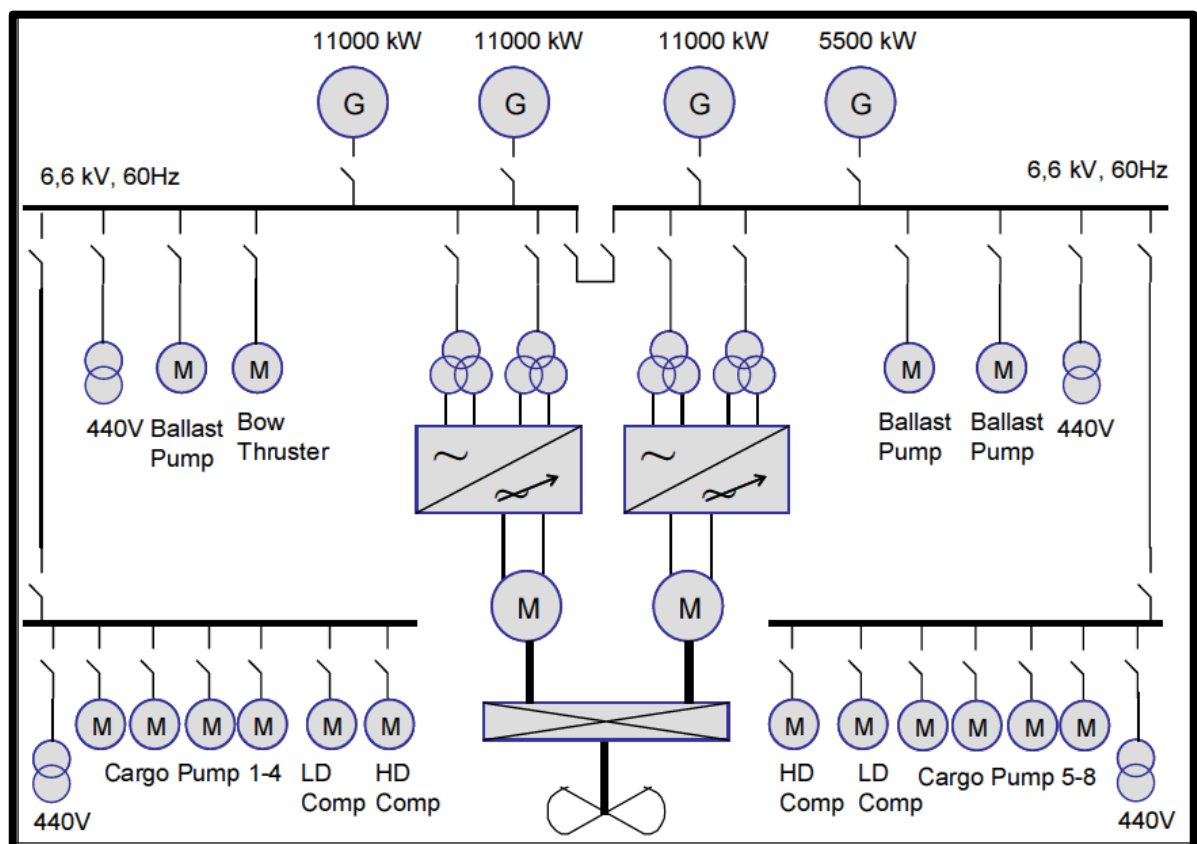 11000 kW 11000 kW 11000 kW 5500 kW
G G G G
6,6 kV, 60Hz 6,6 kV, 60Hz
M M M M
440V Ballast Pump
Bow Thruster
Ballast Pump
Ballast Pump
440V
~ ~
~ ~
M M
M M M M M M M M M M M M
Cargo Pump 1-4
LD Comp
HD Comp
HD Comp
LD Comp
Cargo Pump 5-8
440V 440V